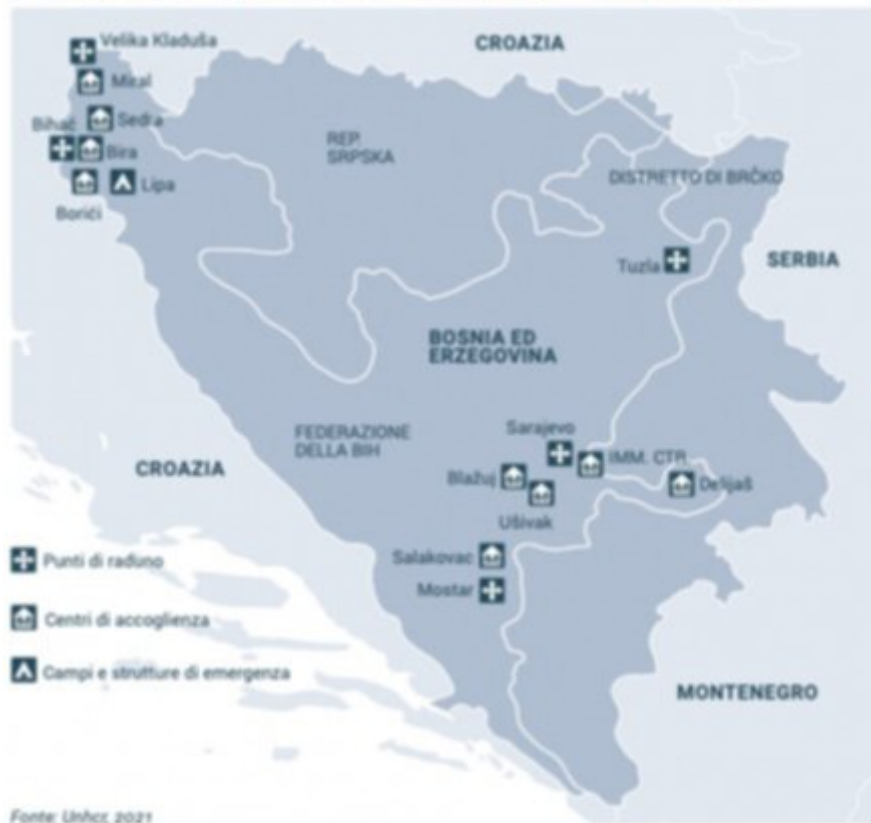 CROAZIA
Velika Kladuša
Miral
Sedra
Bihać
Bira
Lipa
Borići
REP.
SRPSKA
DISTRETTO DI BRČKO
SERBIA
Tuzla
BOSNIA ED
ERZEGOVINA
FEDERAZIONE
DELLA BIH
Sarajevo
IMM. CTR.
CROAZIA
Blažuj
Delijaš
Ušivak
Salakovac
Mostar
Punti di raduno
Centri di accoglienza
Campi e strutture di emergenza
MONTENEGRO
Fonte: Unhcr, 2021